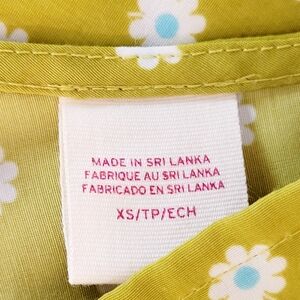 MADE IN SRI LANKA
FABRIQUE AU SRI LANKA
FABRICADO EN SRI LANKA
XS/TP/ECH